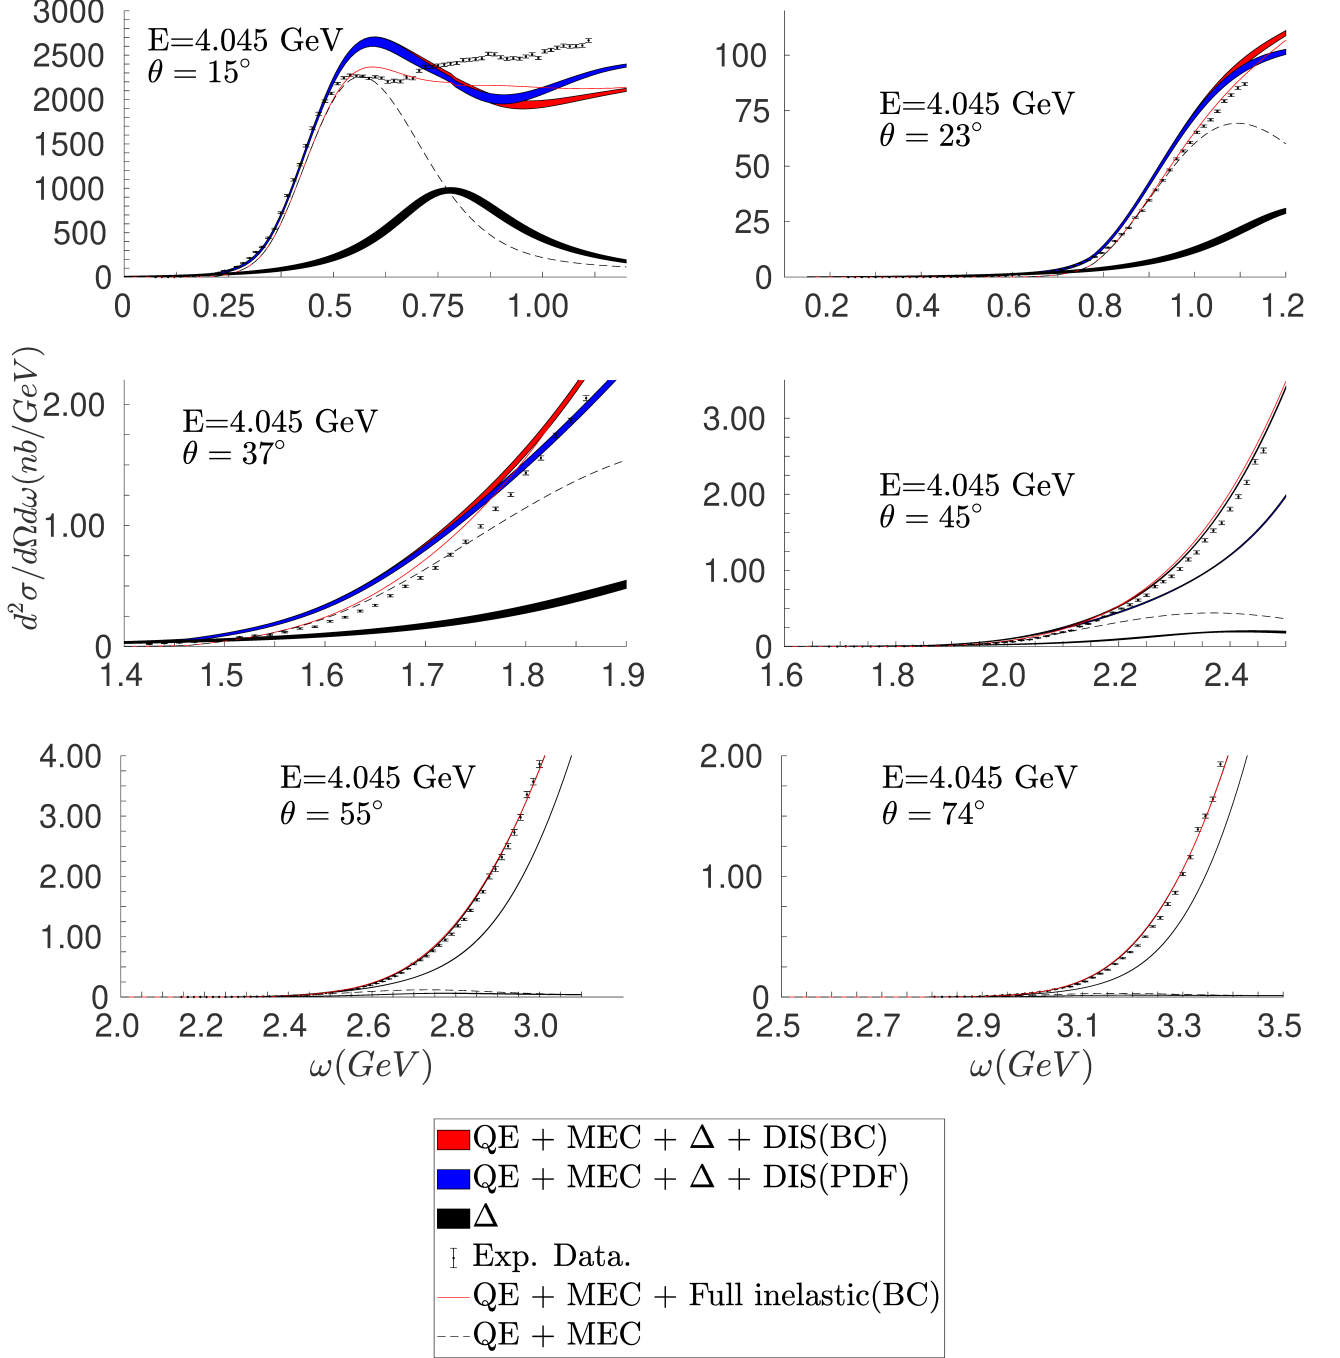 3000
2500
2000
1500
1000
500
0
E=4.045 GeV
θ = 15°
0 0.25 0.5 0.75 1.00
100
75
50
25
0
E=4.045 GeV
θ = 23°
0.2 0.4 0.6 0.8 1.0 1.2
d²σ/dΩdω(nb/GeV)
2.00
1.00
0
E=4.045 GeV
θ = 37°
1.4 1.5 1.6 1.7 1.8 1.9
3.00
2.00
1.00
0
E=4.045 GeV
θ = 45°
1.6 1.8 2.0 2.2 2.4
4.00
3.00
2.00
1.00
0
E=4.045 GeV
θ = 55°
2.0 2.2 2.4 2.6 2.8 3.0
ω(GeV)
2.00
1.00
0
E=4.045 GeV
θ = 74°
2.5 2.7 2.9 3.1 3.3 3.5
ω(GeV)
QE + MEC + Δ + DIS(BC)
QE + MEC + Δ + DIS(PDF)
Δ
Exp. Data.
QE + MEC + Full inelastic(BC)
QE + MEC